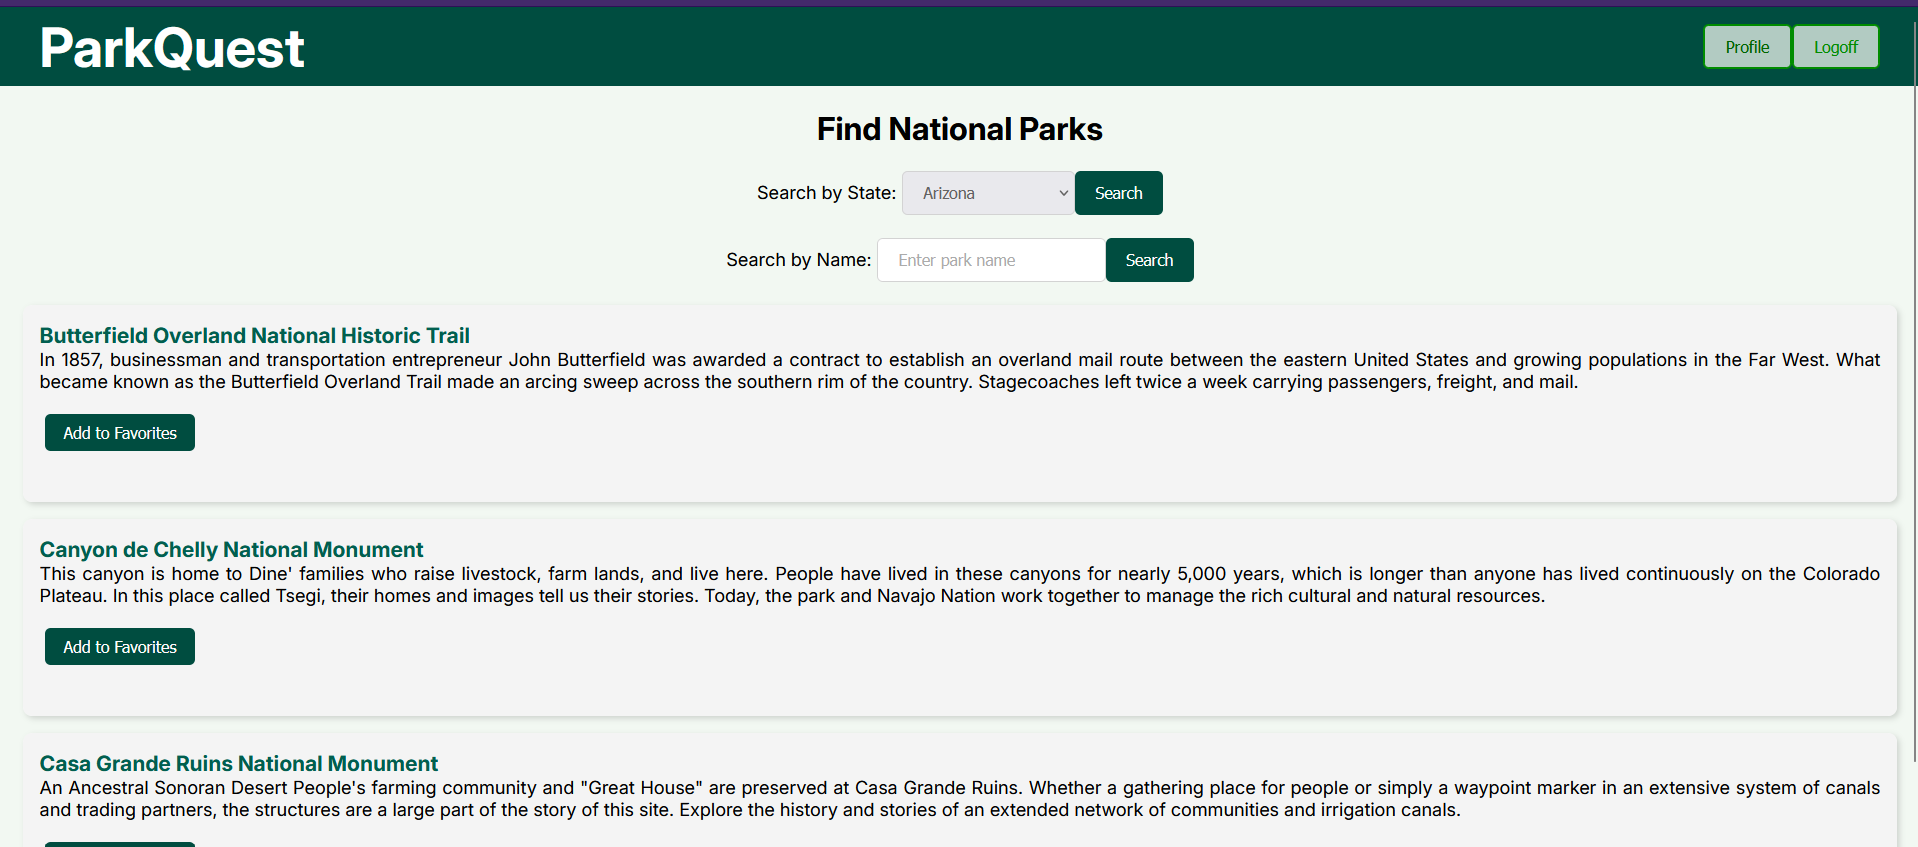 ParkQuest
Profile Logoff
Find National Parks
Search by State: Arizona Search
Search by Name: Enter park name Search
Butterfield Overland National Historic Trail
In 1857, businessman and transportation entrepreneur John Butterfield was awarded a contract to establish an overland mail route between the eastern United States and growing populations in the Far West. What
became known as the Butterfield Overland Trail made an arcing sweep across the southern rim of the country. Stagecoaches left twice a week carrying passengers, freight, and mail.
Add to Favorites
Canyon de Chelly National Monument
This canyon is home to Dine' families who raise livestock, farm lands, and live here. People have lived in these canyons for nearly 5,000 years, which is longer than anyone has lived continuously on the Colorado
Plateau. In this place called Tsegi, their homes and images tell us their stories. Today, the park and Navajo Nation work together to manage the rich cultural and natural resources.
Add to Favorites
Casa Grande Ruins National Monument
An Ancestral Sonoran Desert People's farming community and "Great House" are preserved at Casa Grande Ruins. Whether a gathering place for people or simply a waypoint marker in an extensive system of canals
and trading partners, the structures are a large part of the story of this site. Explore the history and stories of an extended network of communities and irrigation canals.